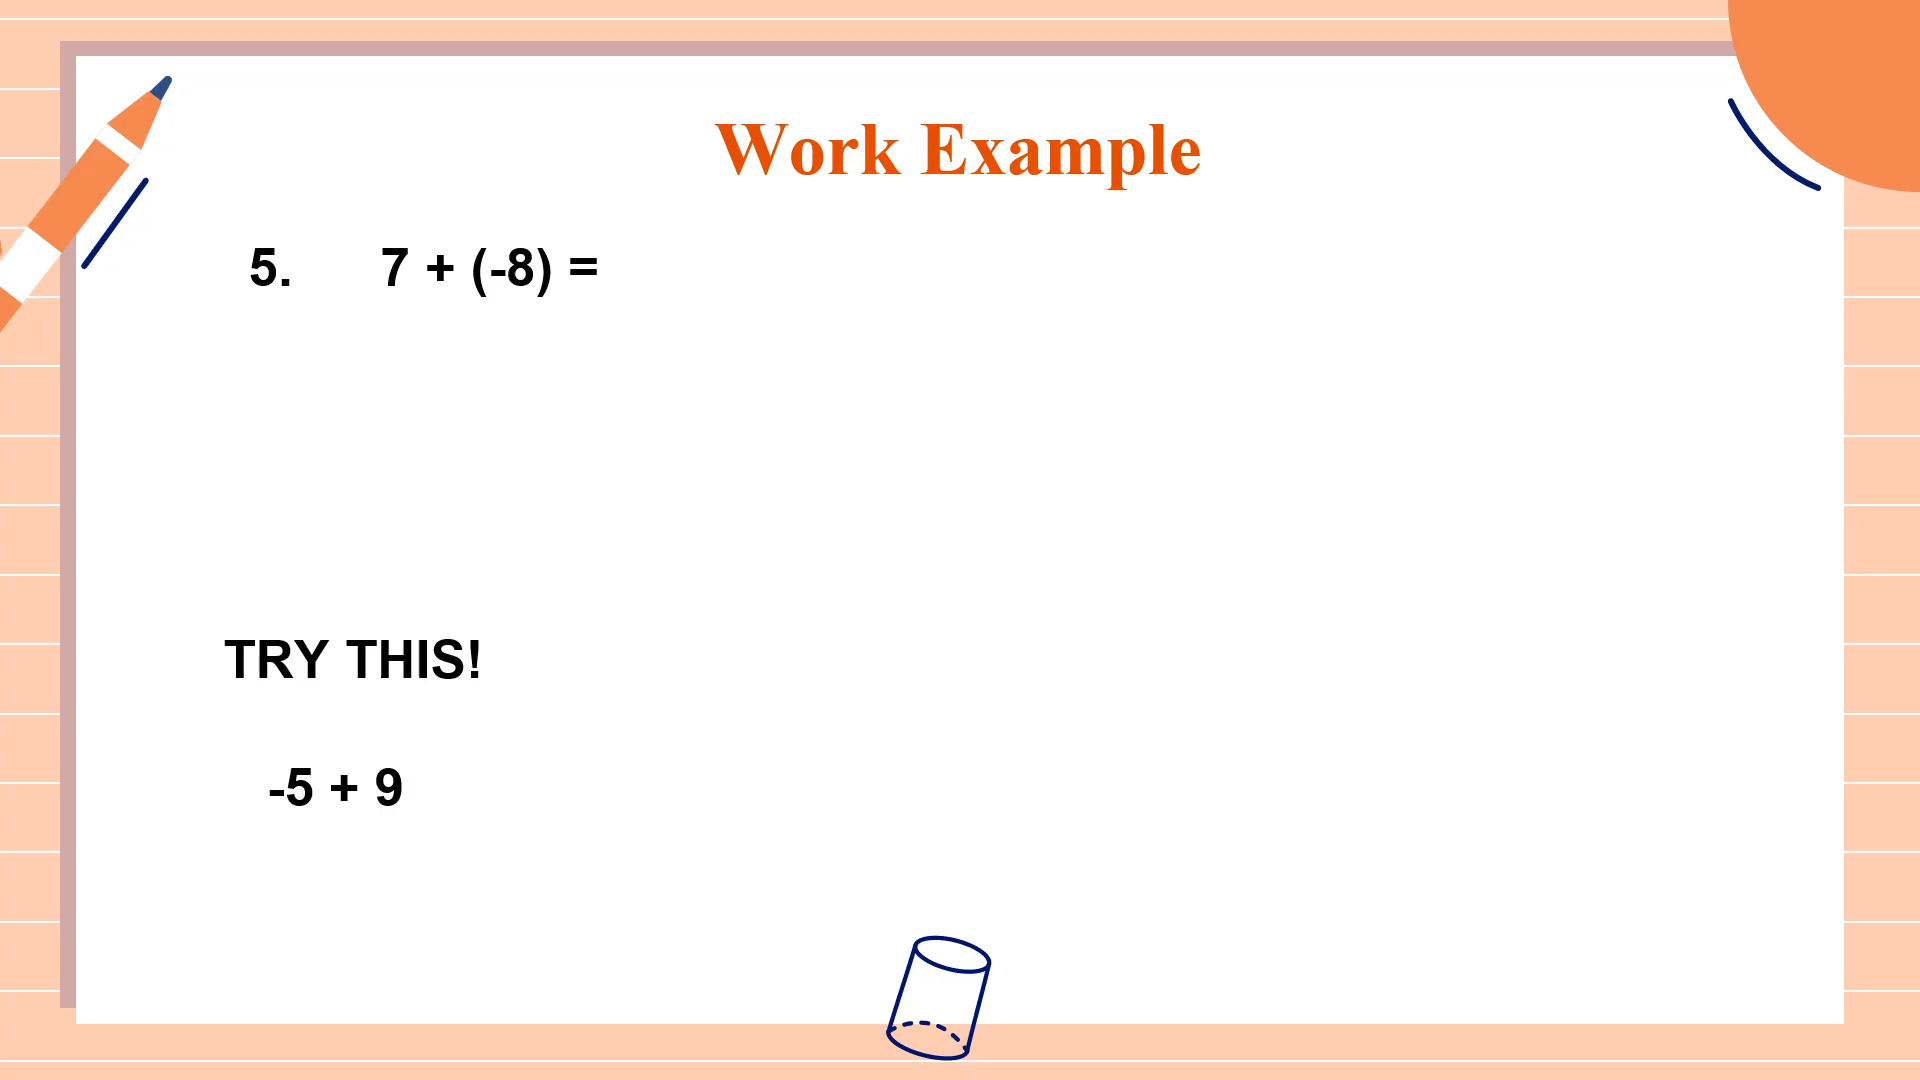 Work Example
5. 7 + (-8) =
TRY THIS!
-5 + 9